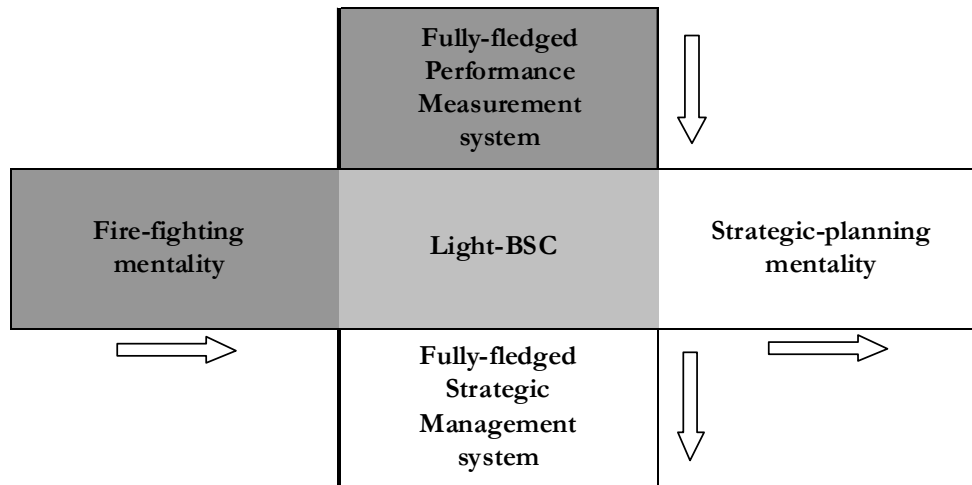 Fully-fledged
Performance
Measurement
system
Fire-fighting
mentality
Light-BSC
Strategic-planning
mentality
Fully-fledged
Strategic
Management
system